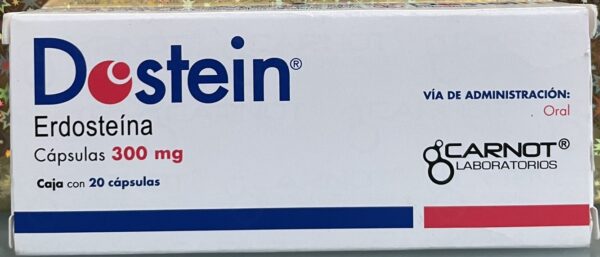 Dostein®
Erdosteína
Cápsulas 300 mg
Caja con 20 cápsulas
VÍA DE ADMINISTRACIÓN:
Oral
CARNOT®
LABORATORIOS